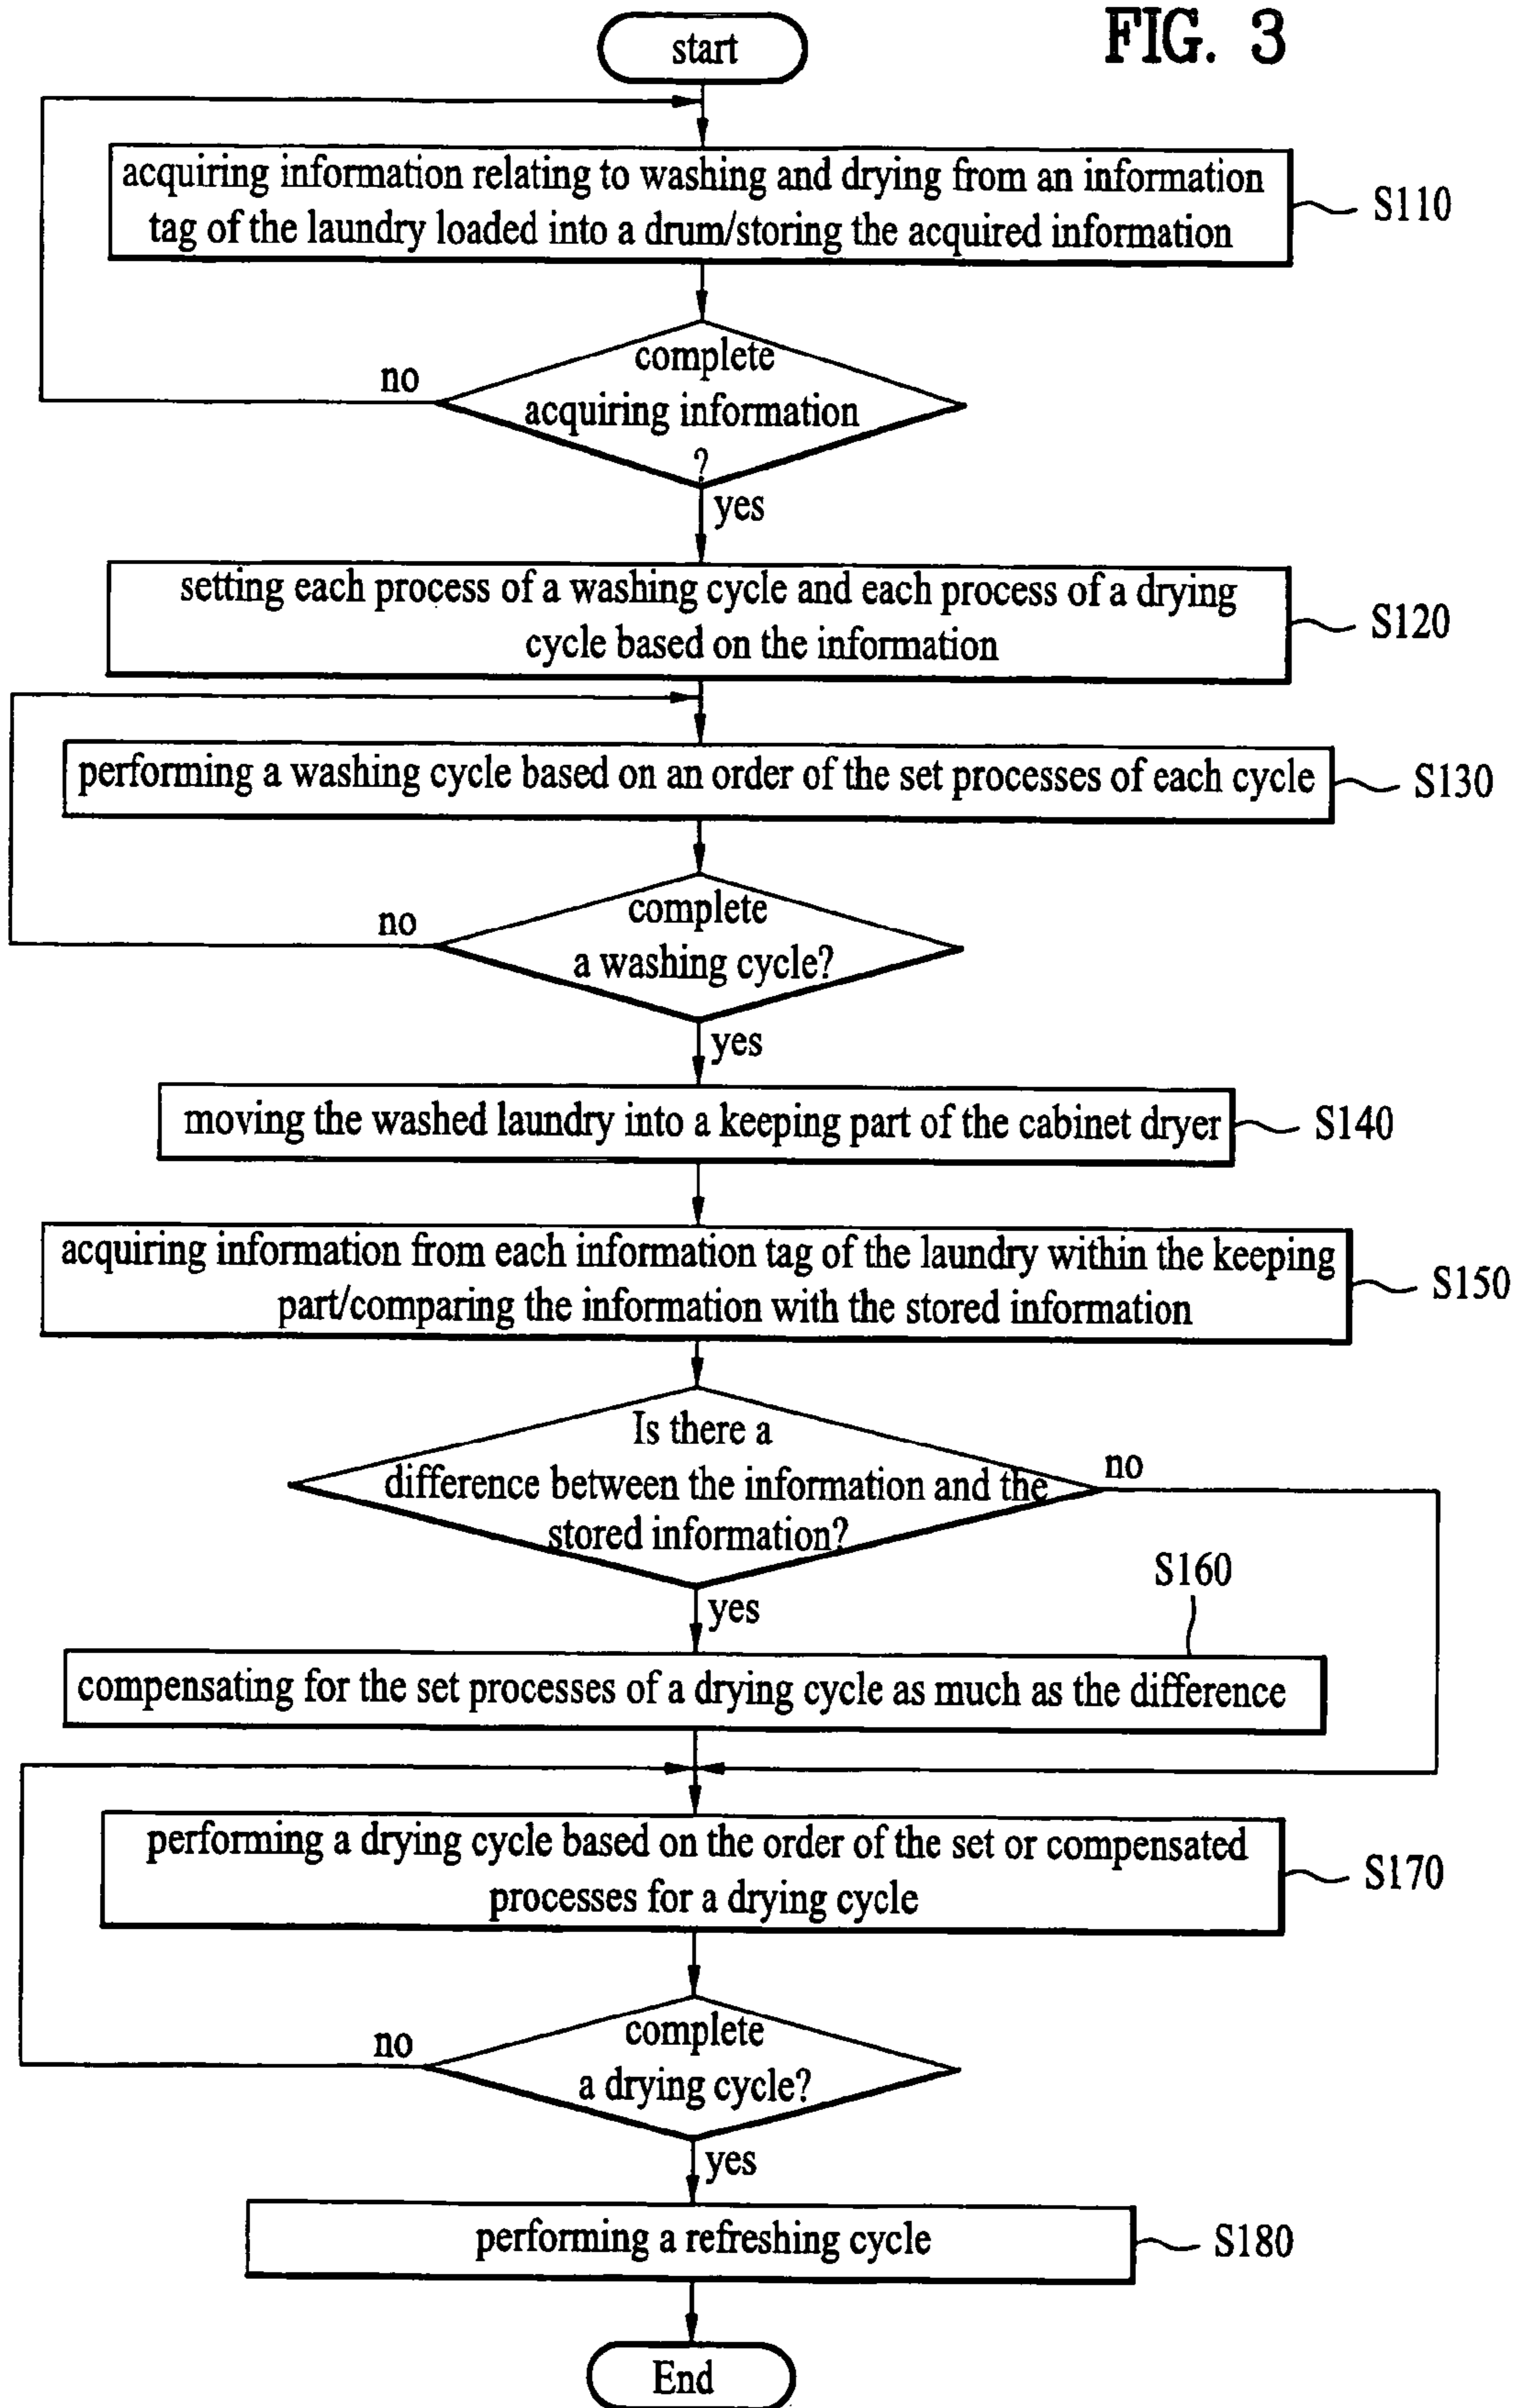 FIG. 3
start
acquiring information relating to washing and drying from an information
tag of the laundry loaded into a drum/storing the acquired information
S110
complete
acquiring information
?
no
yes
setting each process of a washing cycle and each process of a drying
cycle based on the information
S120
performing a washing cycle based on an order of the set processes of each cycle
S130
complete
a washing cycle?
no
yes
moving the washed laundry into a keeping part of the cabinet dryer
S140
acquiring information from each information tag of the laundry within the keeping
part/comparing the information with the stored information
S150
Is there a
difference between the information and the
stored information?
no
yes
S160
compensating for the set processes of a drying cycle as much as the difference
performing a drying cycle based on the order of the set or compensated
processes for a drying cycle
S170
complete
a drying cycle?
no
yes
performing a refreshing cycle
S180
End